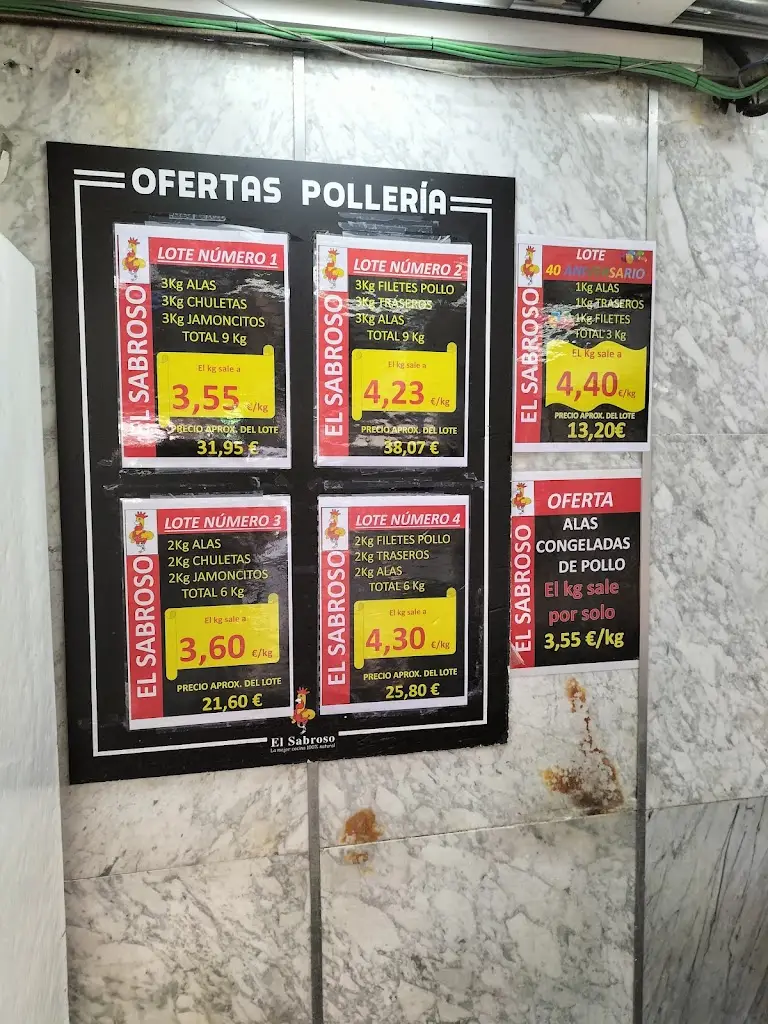 OFERTAS POLLERÍA
LOTE NÚMERO 1
EL SABROSO
3Kg ALAS
3Kg CHULETAS
3Kg JAMONCITOS
TOTAL 9 Kg
El kg sale a
3,55 €/kg
PRECIO APROX. DEL LOTE
31,95 €
LOTE NÚMERO 2
EL SABROSO
3Kg FILETES POLLO
3Kg TRASEROS
3Kg ALAS
TOTAL 9 Kg
El kg sale a
4,23 €/kg
PRECIO APROX. DEL LOTE
38,07 €
LOTE NÚMERO 3
EL SABROSO
2Kg ALAS
2Kg CHULETAS
2Kg JAMONCITOS
TOTAL 6 Kg
El kg sale a
3,60 €/kg
PRECIO APROX. DEL LOTE
21,60 €
LOTE NÚMERO 4
EL SABROSO
2Kg FILETES POLLO
2Kg TRASEROS
2Kg ALAS
TOTAL 6 Kg
El kg sale a
4,30 €/kg
PRECIO APROX. DEL LOTE
25,80 €
El Sabroso
La mejor cocina 100% natural
LOTE
40 ANIVERSARIO
EL SABROSO
1Kg ALAS
1Kg TRASEROS
1Kg FILETES
TOTAL 3 Kg
EL kg sale a
4,40 €/kg
PRECIO APROX. DEL LOTE
13,20€
OFERTA
EL SABROSO
ALAS
CONGELADAS
DE POLLO
El kg sale
por solo
3,55 €/kg